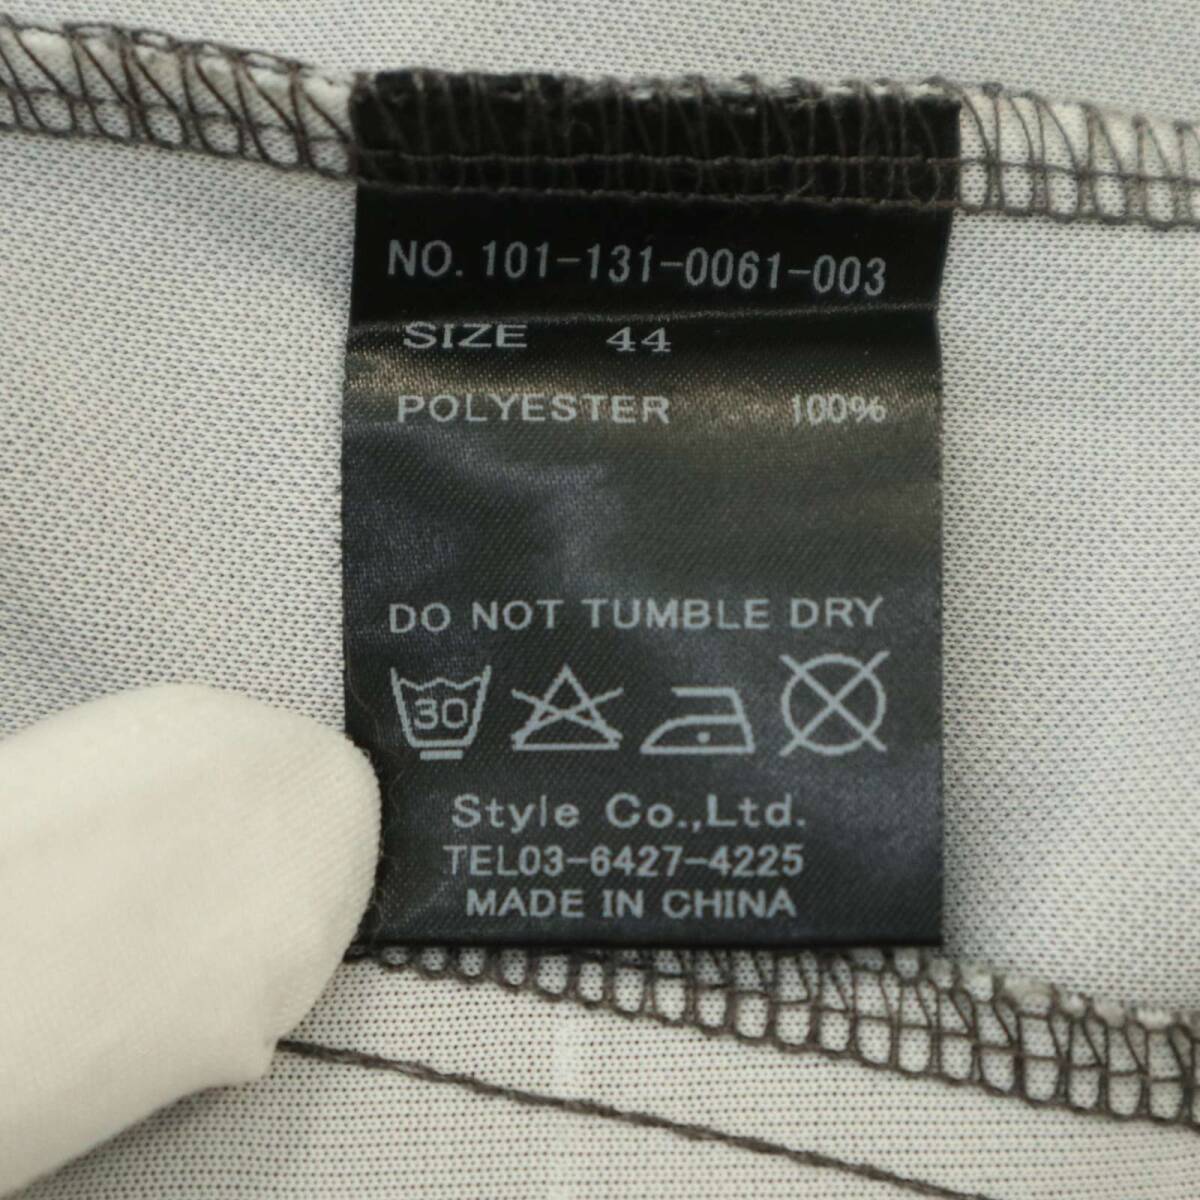 NO. 101-131-0061-003
SIZE 44
POLYESTER 100%
DO NOT TUMBLE DRY
30
Style Co.,Ltd.
TEL03-6427-4225
MADE IN CHINA